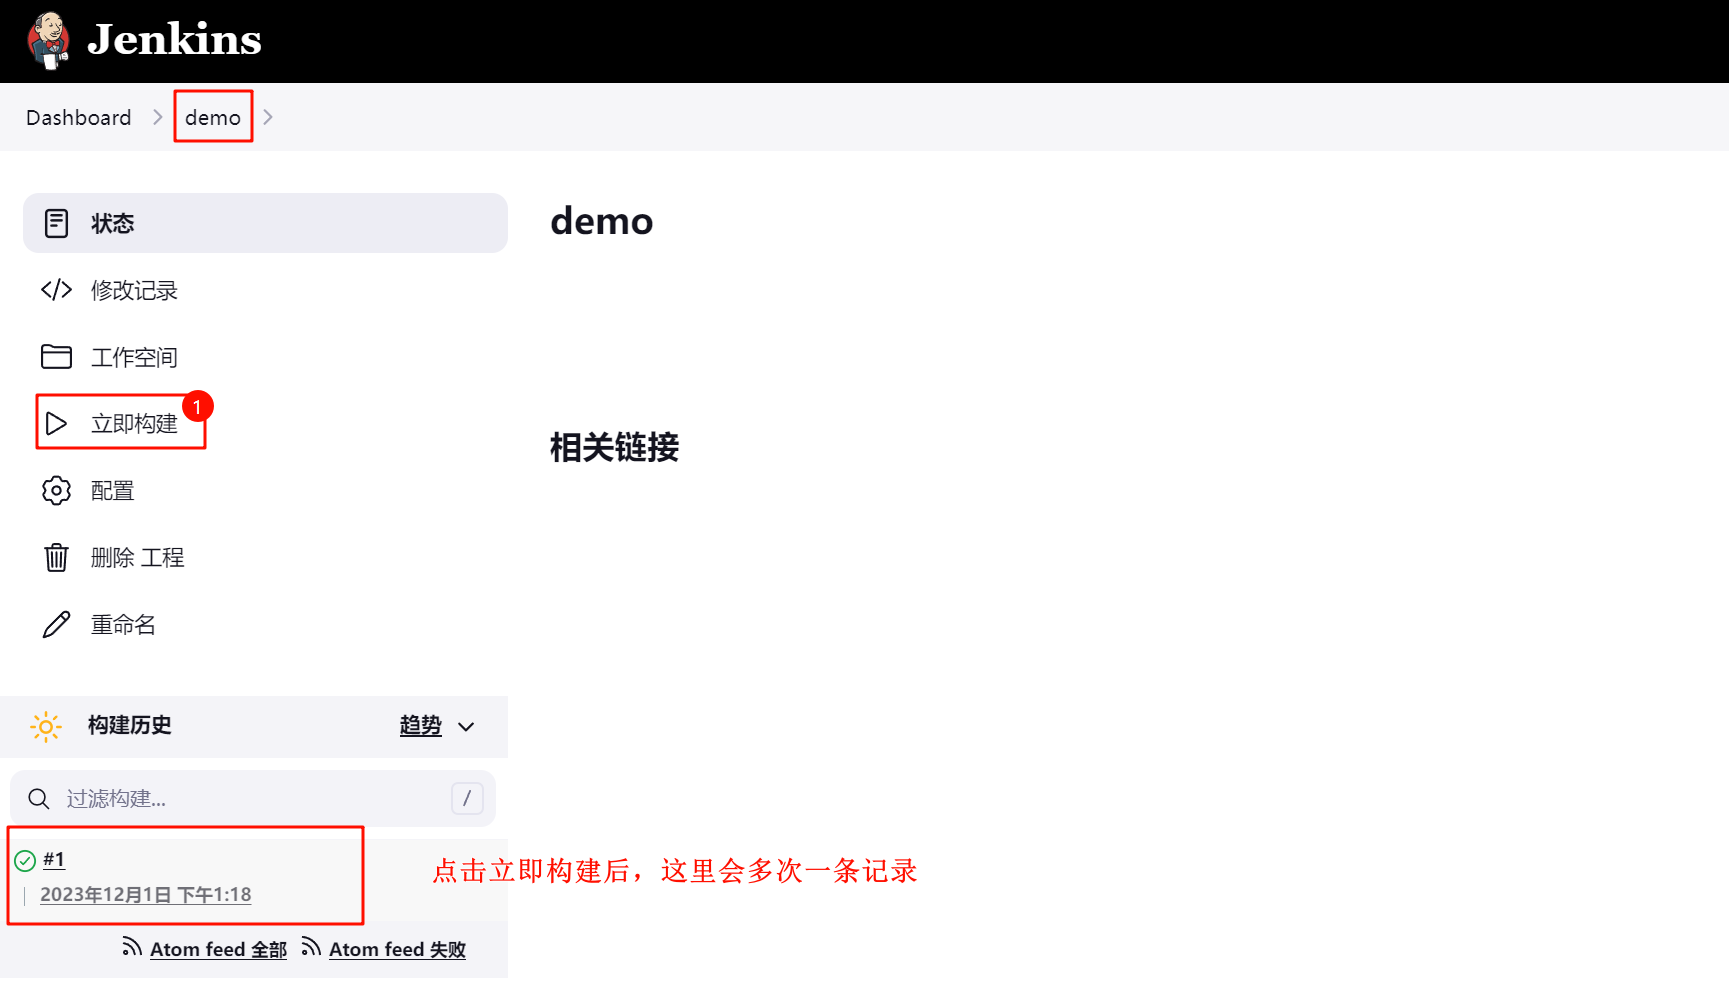 Jenkins
Dashboard
demo
状态
demo
修改记录
工作空间
立即构建
1
相关链接
配置
删除 工程
重命名
构建历史
趋势
过滤构建...
/
#1
2023年12月1日 下午1:18
点击立即构建后，这里会多次一条记录
Atom feed 全部
Atom feed 失败